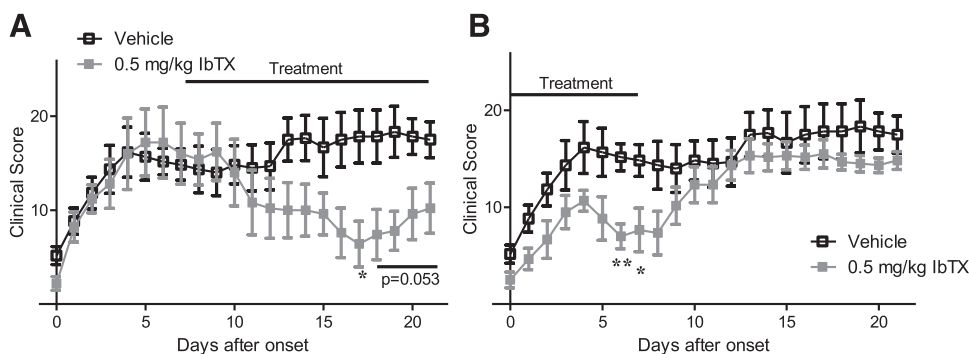 A
Vehicle
0.5 mg/kg IbTX
Treatment
Clinical Score
20
10
*
p=0.053
0 5 10 15 20
Days after onset
B
Treatment
Clinical Score
20
10
** *
Vehicle
0.5 mg/kg IbTX
0 5 10 15 20
Days after onset